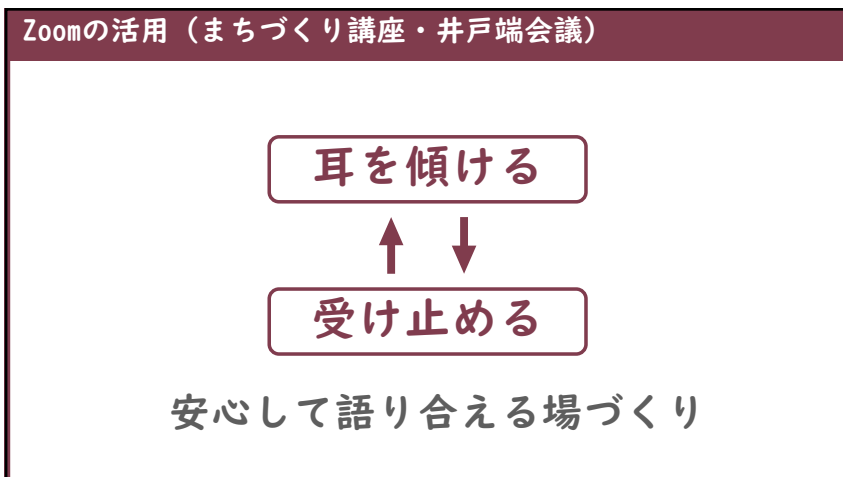 Zoomの活用（まちづくり講座・井戸端会議）
耳を傾ける
受け止める
安心して語り合える場づくり